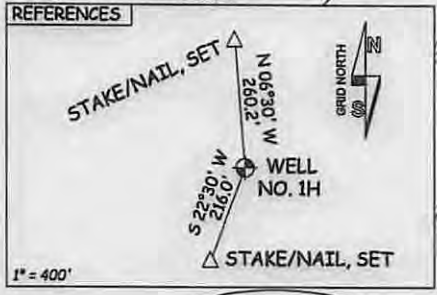 REFERENCES
STAKE/NAIL, SET
N 06°30' W
260.2'
GRID NORTH
N
S
WELL
NO. 1H
S 22°30' W
216.0'
STAKE/NAIL, SET
1" = 400'